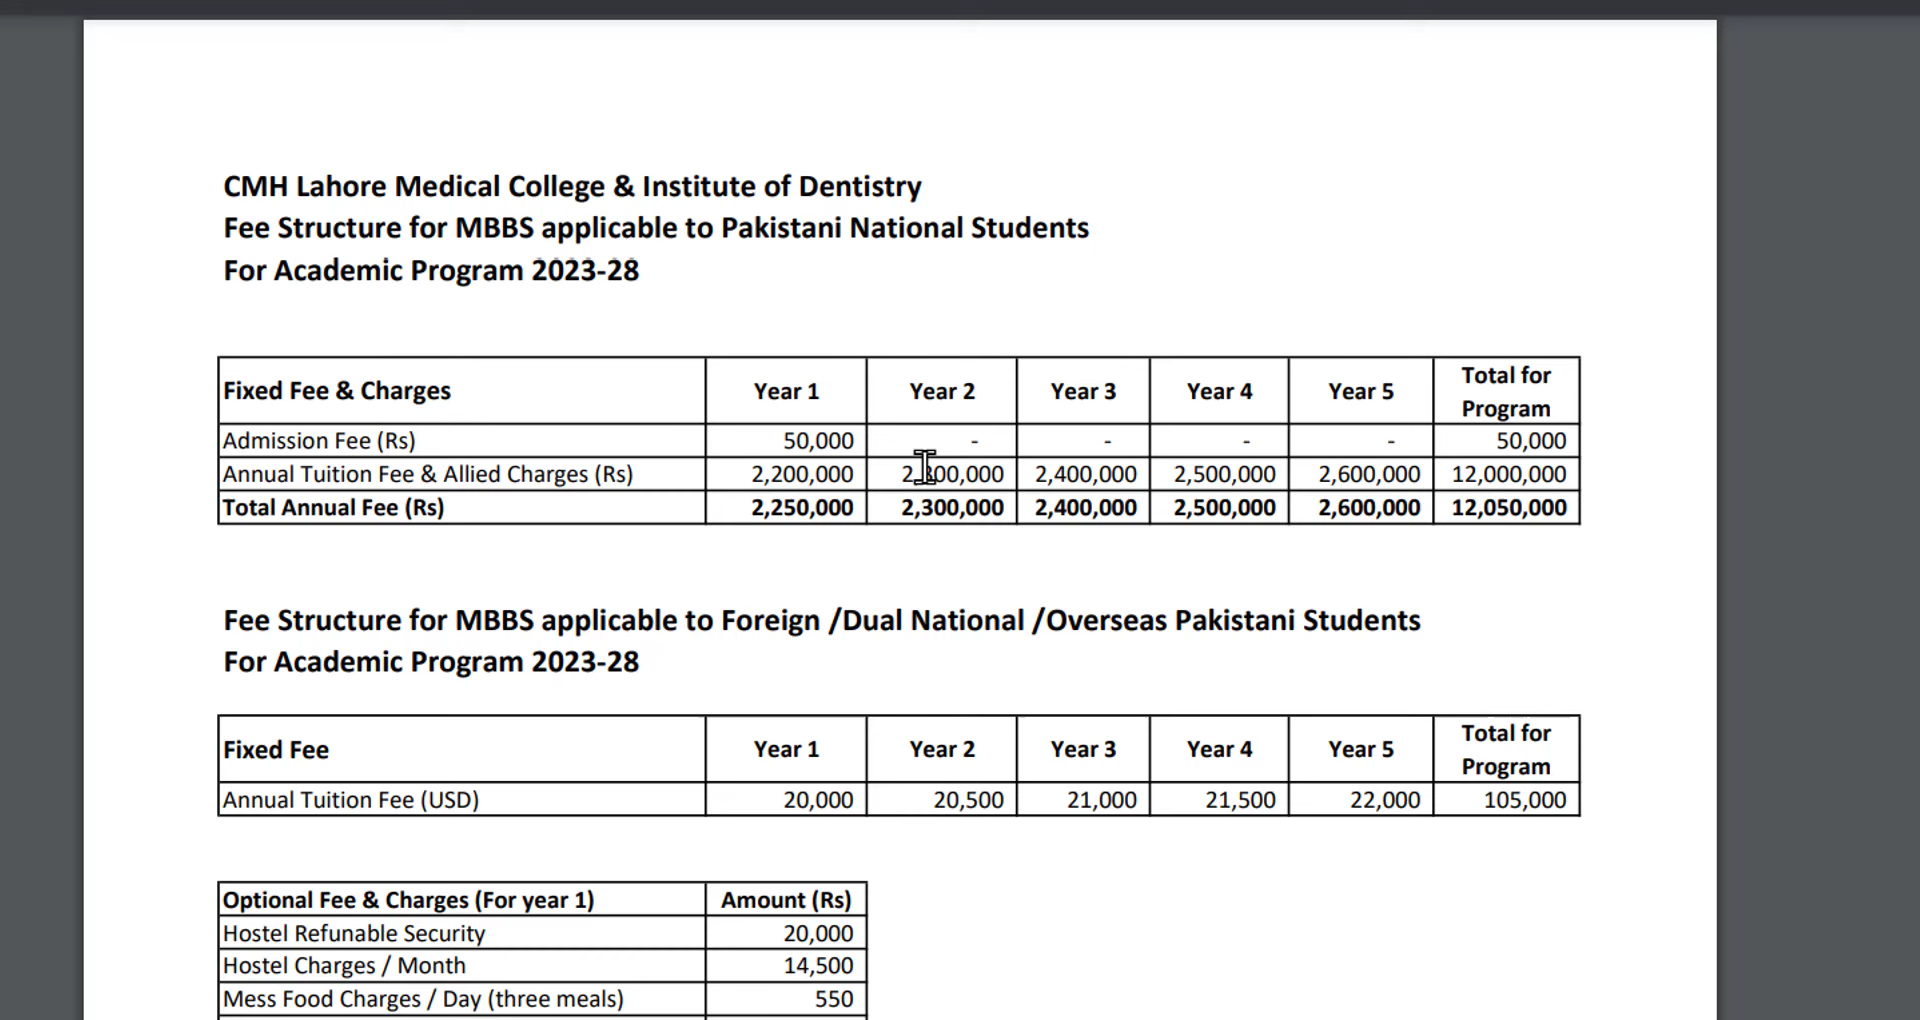 CMH Lahore Medical College & Institute of Dentistry
Fee Structure for MBBS applicable to Pakistani National Students
For Academic Program 2023-28
Fixed Fee & Charges Year 1 Year 2 Year 3 Year 4 Year 5 Total for Program
Admission Fee (Rs) 50,000 - - - - 50,000
Annual Tuition Fee & Allied Charges (Rs) 2,200,000 2,300,000 2,400,000 2,500,000 2,600,000 12,000,000
Total Annual Fee (Rs) 2,250,000 2,300,000 2,400,000 2,500,000 2,600,000 12,050,000
Fee Structure for MBBS applicable to Foreign /Dual National /Overseas Pakistani Students
For Academic Program 2023-28
Fixed Fee Year 1 Year 2 Year 3 Year 4 Year 5 Total for Program
Annual Tuition Fee (USD) 20,000 20,500 21,000 21,500 22,000 105,000
Optional Fee & Charges (For year 1) Amount (Rs)
Hostel Refunable Security 20,000
Hostel Charges / Month 14,500
Mess Food Charges / Day (three meals) 550